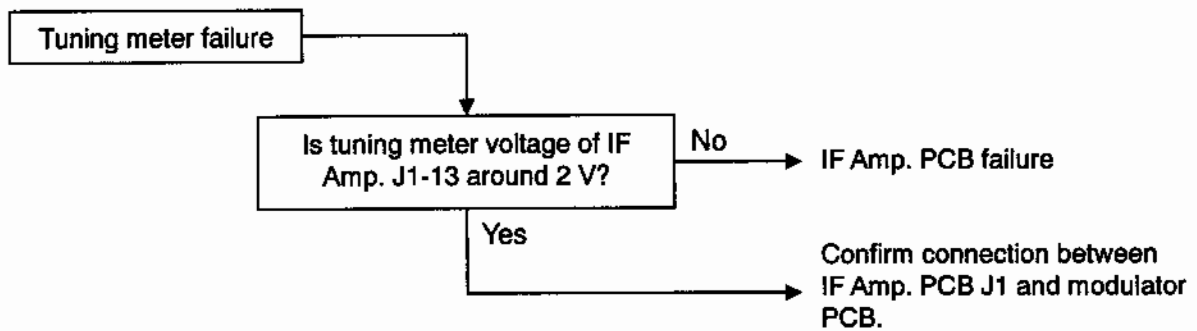 Tuning meter failure
Is tuning meter voltage of IF
Amp. J1-13 around 2 V?
No
IF Amp. PCB failure
Yes
Confirm connection between
IF Amp. PCB J1 and modulator
PCB.